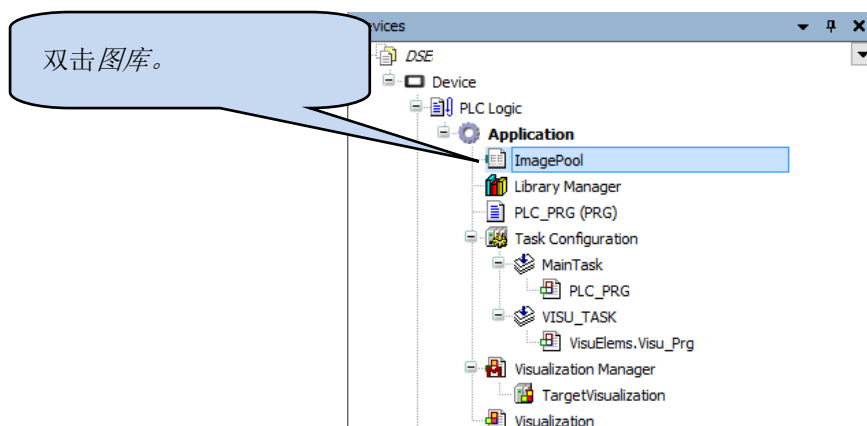 evices
双击图库。
DSE
Device
PLC Logic
Application
ImagePool
Library Manager
PLC_PRG (PRG)
Task Configuration
MainTask
PLC_PRG
VISU_TASK
VisuElems.Visu_Prg
Visualization Manager
TargetVisualization
Visualization